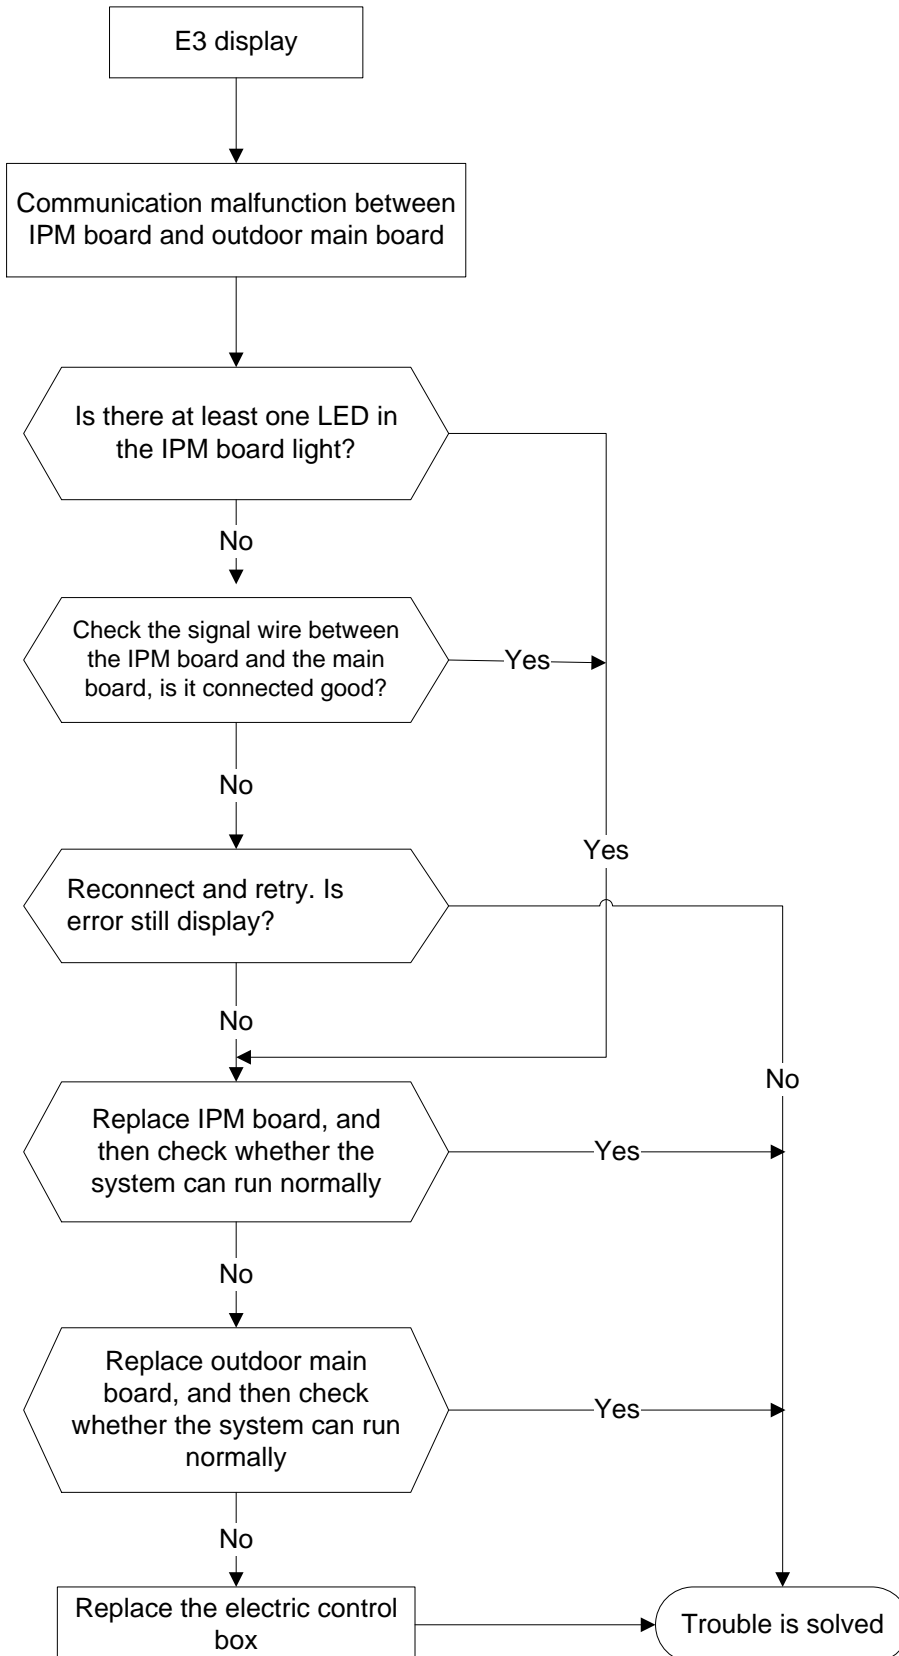 E3 display
Communication malfunction between
IPM board and outdoor main board
Is there at least one LED in
the IPM board light?
No
Check the signal wire between
the IPM board and the main
board, is it connected good?
Yes
No
Yes
Reconnect and retry. Is
error still display?
No
No
Replace IPM board, and
then check whether the
system can run normally
Yes
No
Replace outdoor main
board, and then check
whether the system can run
normally
Yes
No
Replace the electric control
box
Trouble is solved